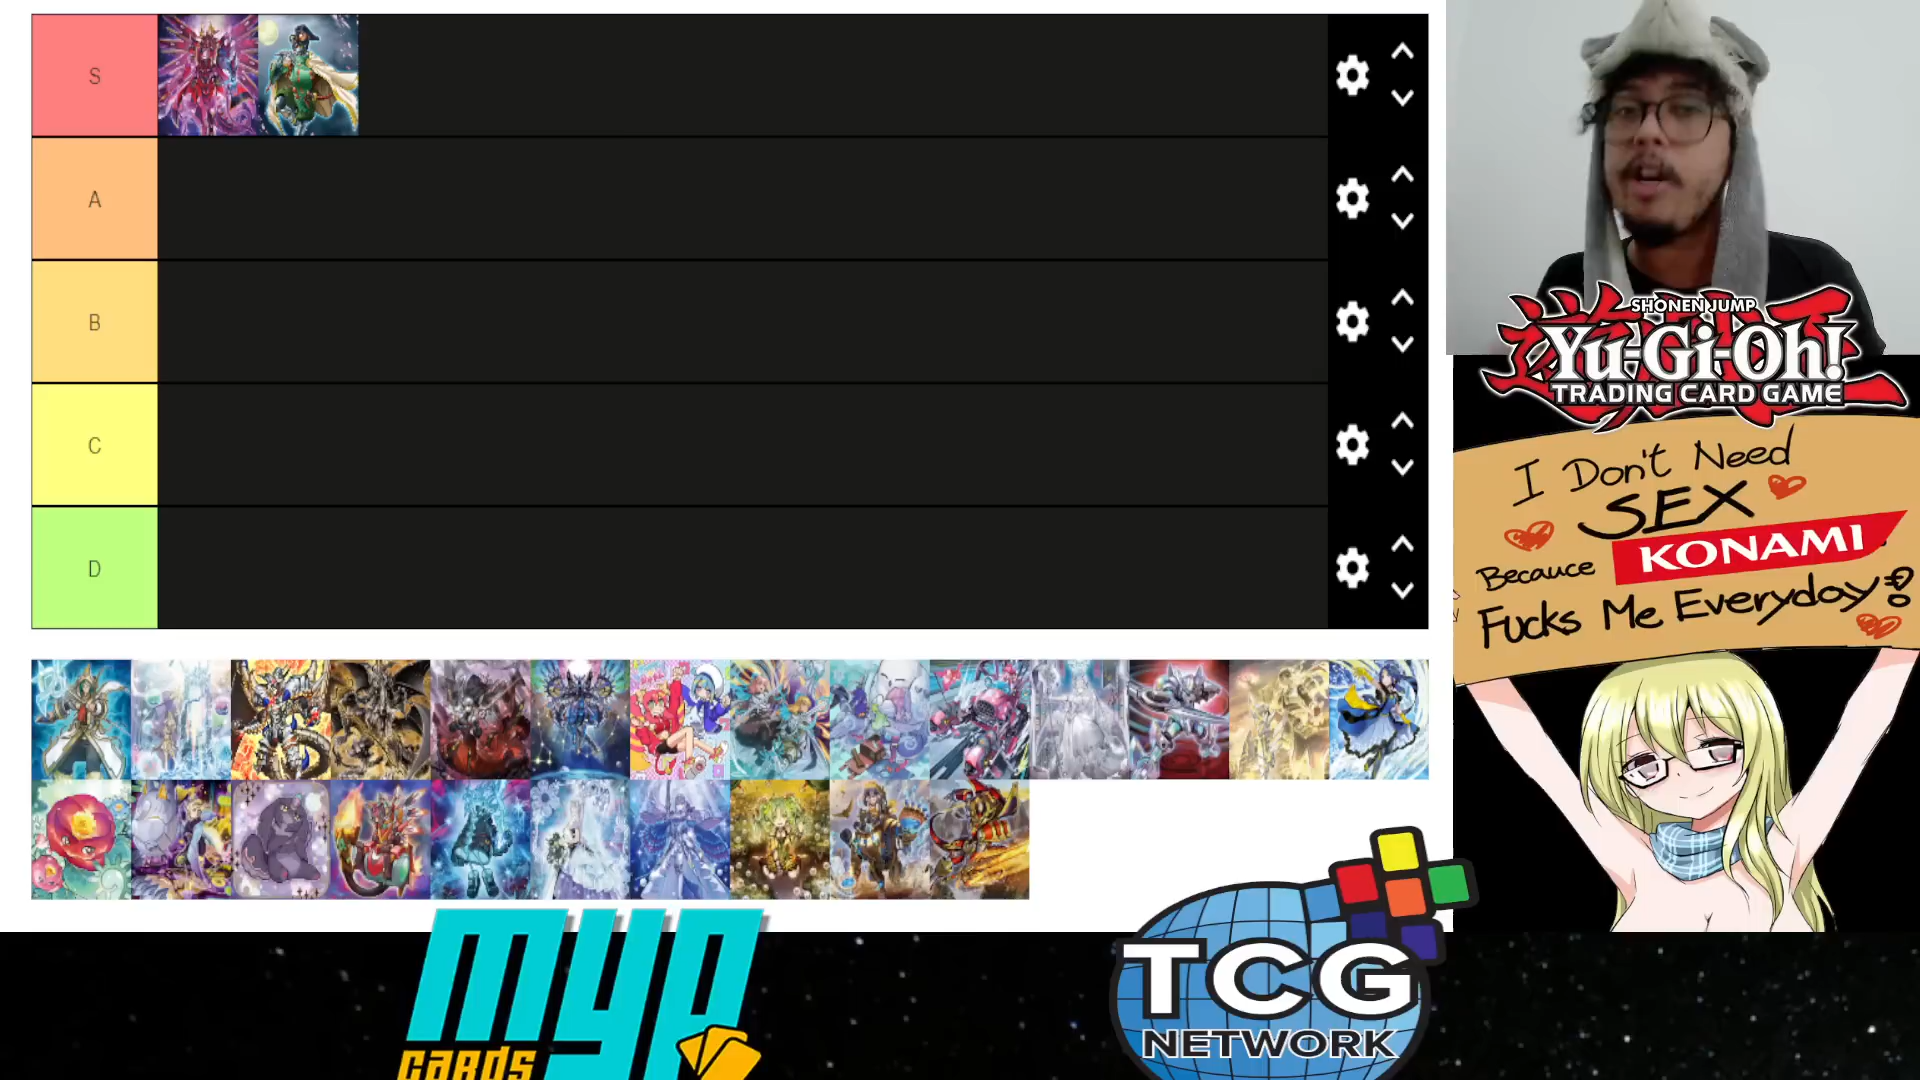 S
A
B
C
D
SHONEN JUMP
Yu-Gi-Oh!
TRADING CARD GAME
I Don't Need
SEX
Becauce KONAMI
Fucks Me Everyday?
myp
cards
TCG
NETWORK